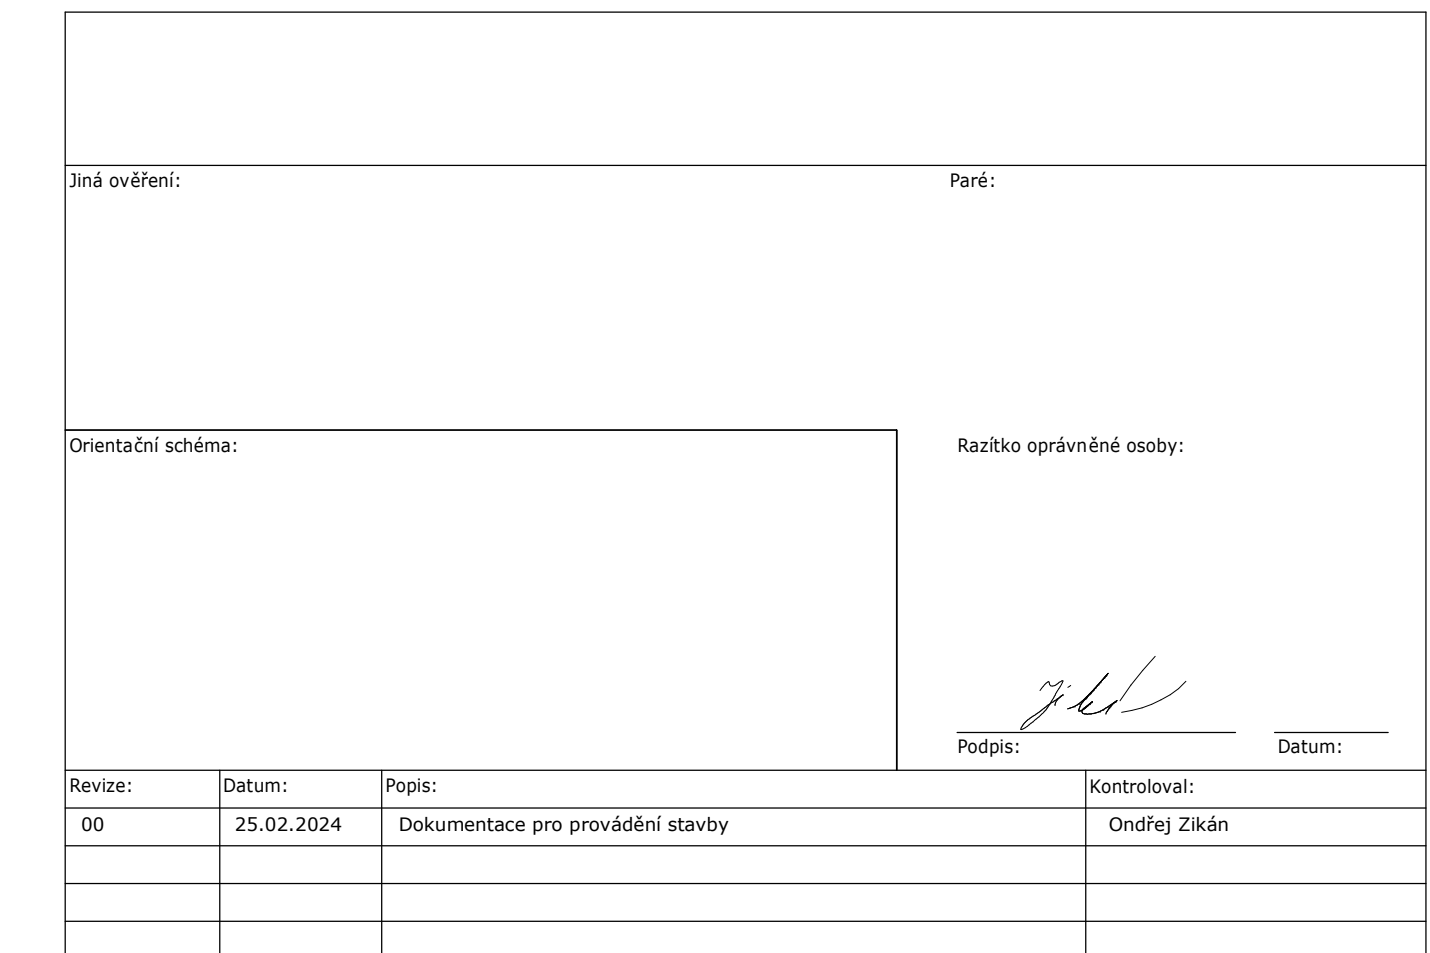 Jiná ověření:
Paré:
Orientační schéma:
Razítko oprávněné osoby:
Podpis:
Datum:
Revize: Datum: Popis: Kontroloval:
00 25.02.2024 Dokumentace pro provádění stavby Ondřej Zikán